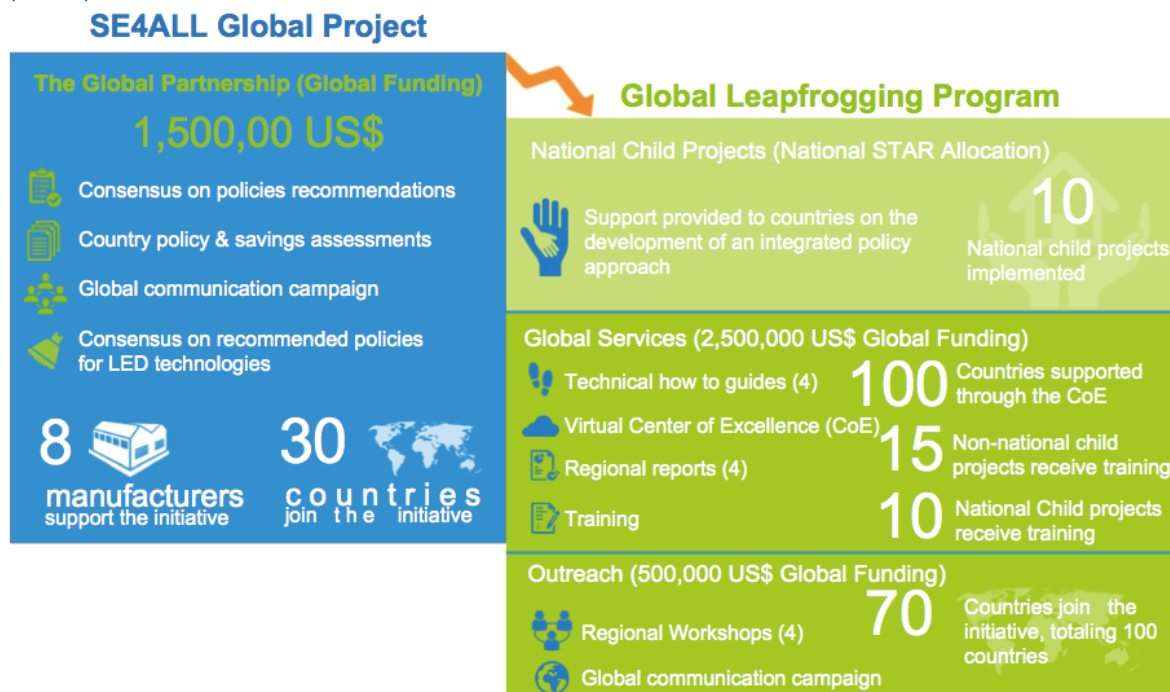 SE4ALL Global Project
The Global Partnership (Global Funding)
1,500,00 US$
Consensus on policies recommendations
Country policy & savings assessments
Global communication campaign
Consensus on recommended policies
for LED technologies
8
manufacturers
support the initiative
30
countries
join the initiative
Global Leapfrogging Program
National Child Projects (National STAR Allocation)
Support provided to countries on the
development of an integrated policy
approach
10
National child projects
implemented
Global Services (2,500,000 US$ Global Funding)
Technical how to guides (4)
Virtual Center of Excellence (CoE)
Regional reports (4)
Training
100
Countries supported
through the CoE
15
Non-national child
projects receive training
10
National Child projects
receive training
Outreach (500,000 US$ Global Funding)
Regional Workshops (4)
Global communication campaign
70
Countries join the
initiative, totaling 100
countries